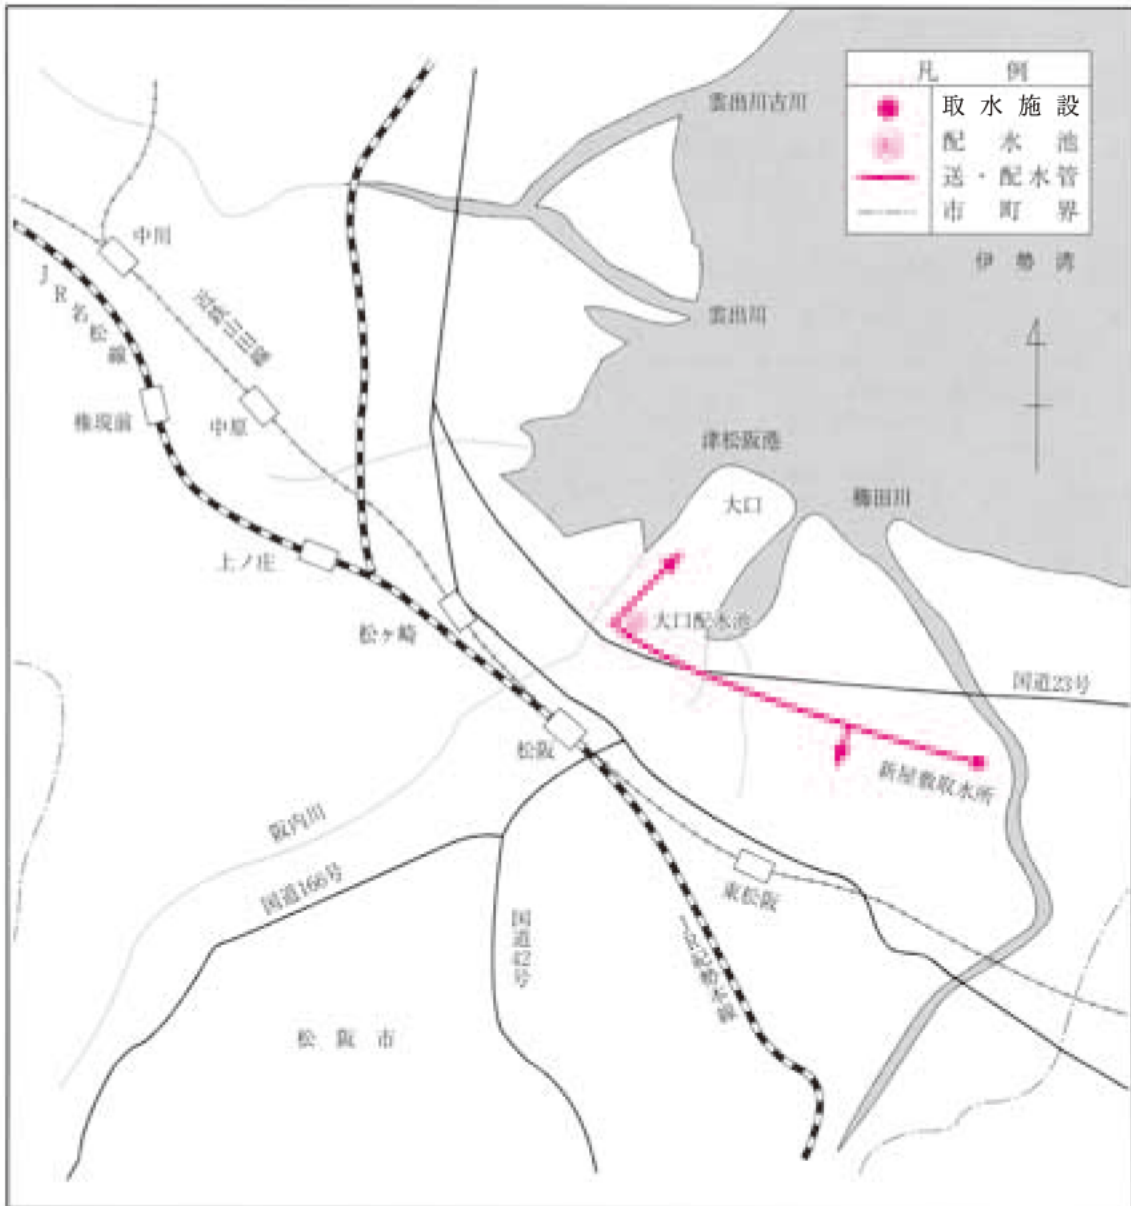 凡例
取水施設
配水池
送・配水管
市町界
雲出川古川
伊勢湾
中川
JR名松線
近鉄山田線
雲出川
権現前
中原
津松阪港
大口
櫛田川
上ノ庄
大口配水池
松ヶ崎
国道23号
松阪
新屋敷取水所
阪内川
国道166号
東松阪
国道42号
JR紀勢本線
松阪市